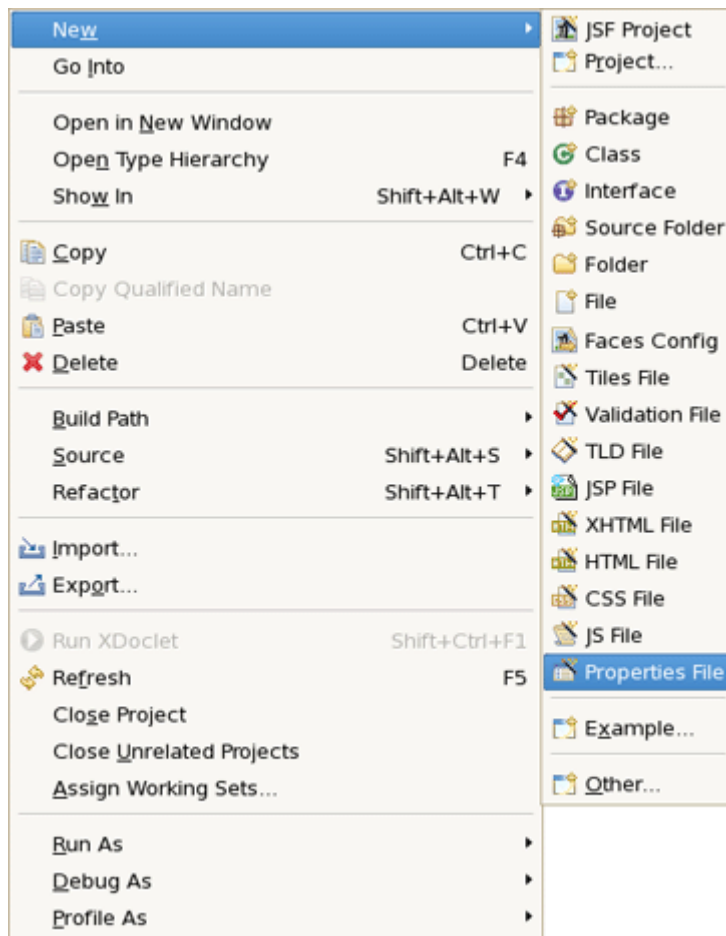 New
Go Into
Open in New Window
Open Type Hierarchy F4
Show In Shift+Alt+W
Copy Ctrl+C
Copy Qualified Name
Paste Ctrl+V
Delete Delete
Build Path
Source Shift+Alt+S
Refactor Shift+Alt+T
Import...
Export...
Run XDoclet Shift+Ctrl+F1
Refresh F5
Close Project
Close Unrelated Projects
Assign Working Sets...
Run As
Debug As
Profile As
JSF Project
Project...
Package
Class
Interface
Source Folder
Folder
File
Faces Config
Tiles File
Validation File
TLD File
JSP File
XHTML File
HTML File
CSS File
JS File
Properties File
Example...
Other...